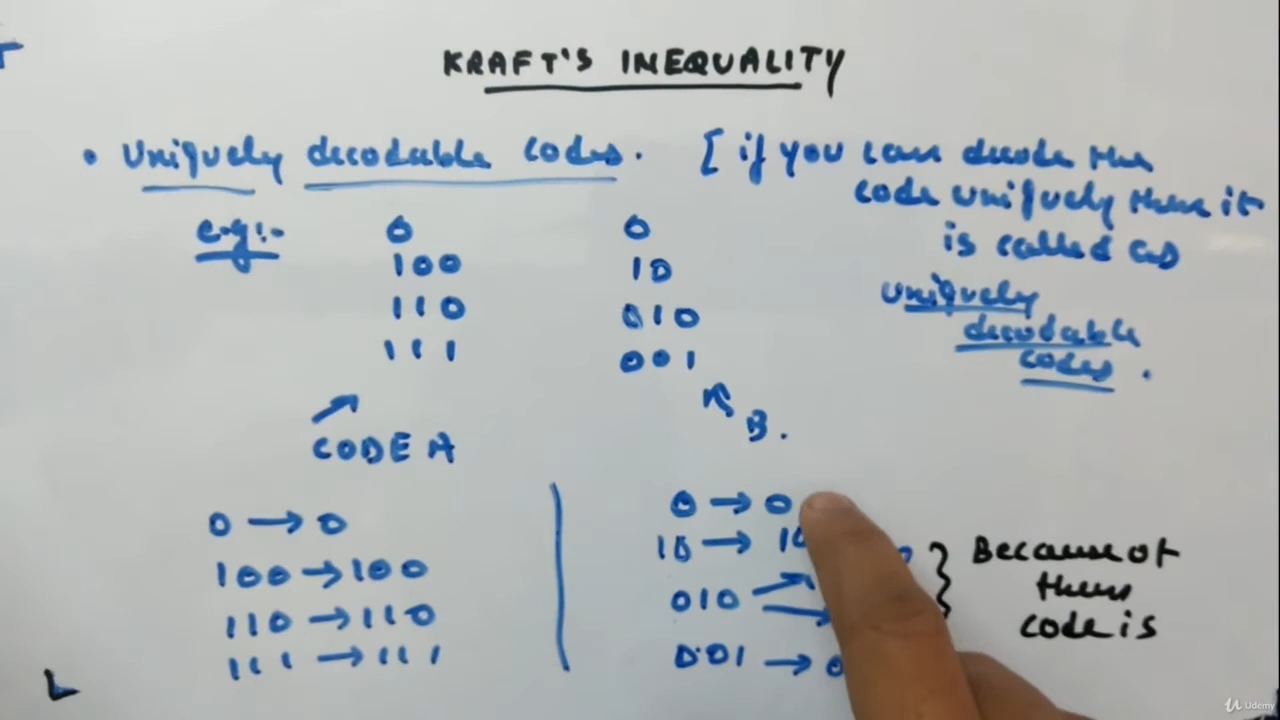 KRAFT'S INEQUALITY
• Uniquely decodable codes. [ if you can decode the
code uniquely then it
is called as
uniquely
decodable
codes.
e.g:-
0
100
110
111
CODE A
0
10
010
001
B.
0 → 0
100 → 100
110 → 110
111 → 111
0 → 0
10 → 10
010
001 → 0
} Because of
code is
Udemy